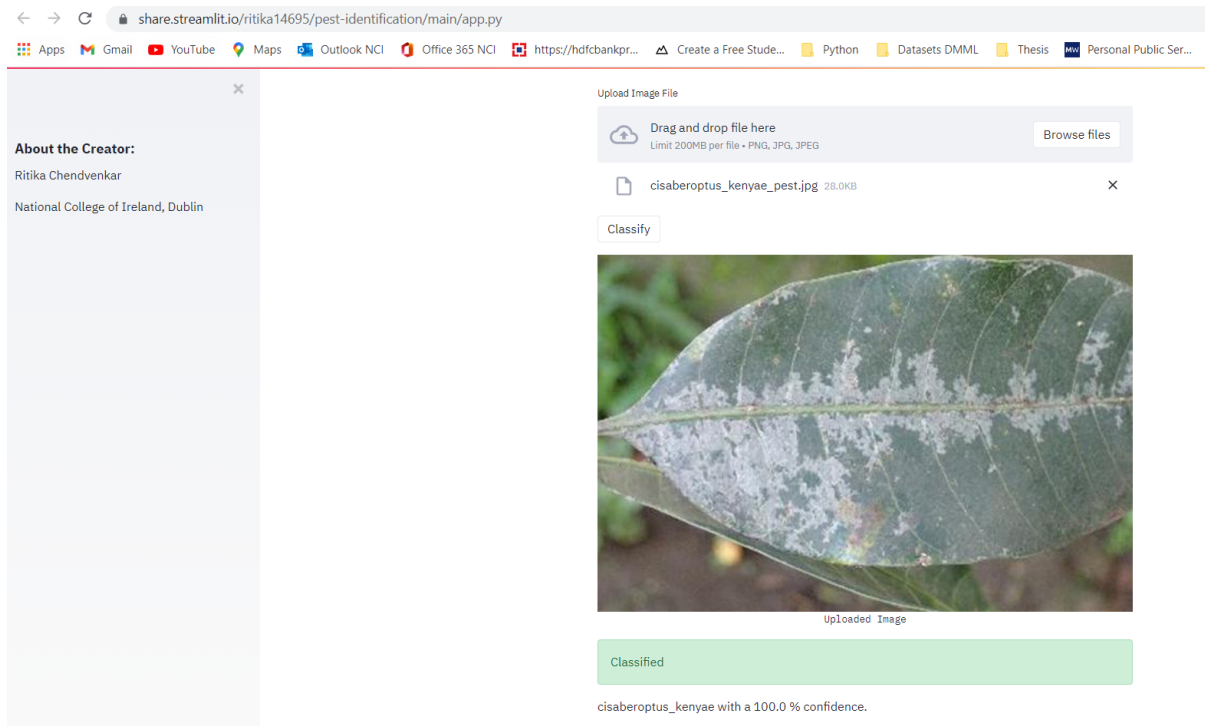 share.streamlit.io/ritika14695/pest-identification/main/app.py
Apps Gmail YouTube Maps Outlook NCI Office 365 NCI https://hdfcbankpr... Create a Free Stude... Python Datasets DMML Thesis MW Personal Public Ser...
About the Creator:
Ritika Chendvenkar
National College of Ireland, Dublin
Upload Image File
Drag and drop file here
Limit 200MB per file • PNG, JPG, JPEG
Browse files
cisaberoptus_kenyae_pest.jpg 28.0KB
Classify
Uploaded Image
Classified
cisaberoptus_kenyae with a 100.0 % confidence.